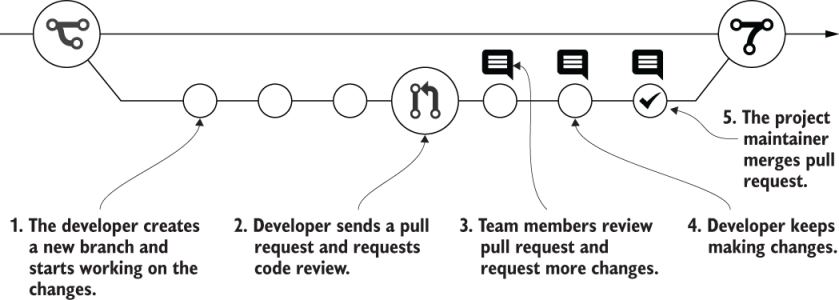 1. The developer creates
a new branch and
starts working on the
changes.
2. Developer sends a pull
request and requests
code review.
3. Team members review
pull request and
request more changes.
4. Developer keeps
making changes.
5. The project
maintainer
merges pull
request.